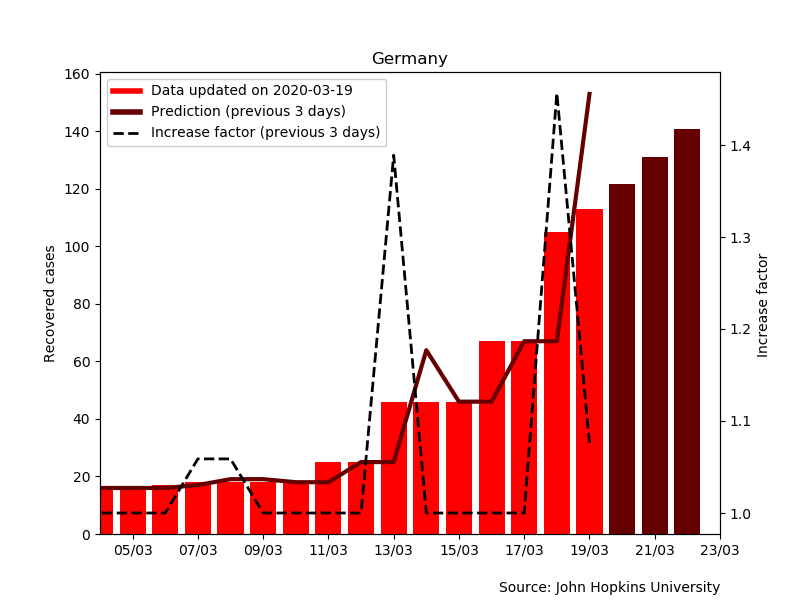 Germany
Data updated on 2020-03-19
Prediction (previous 3 days)
Increase factor (previous 3 days)
160
140
120
100
80
60
40
20
0
Recovered cases
1.4
1.3
1.2
1.1
1.0
Increase factor
05/03 07/03 09/03 11/03 13/03 15/03 17/03 19/03 21/03 23/03
Source: John Hopkins University